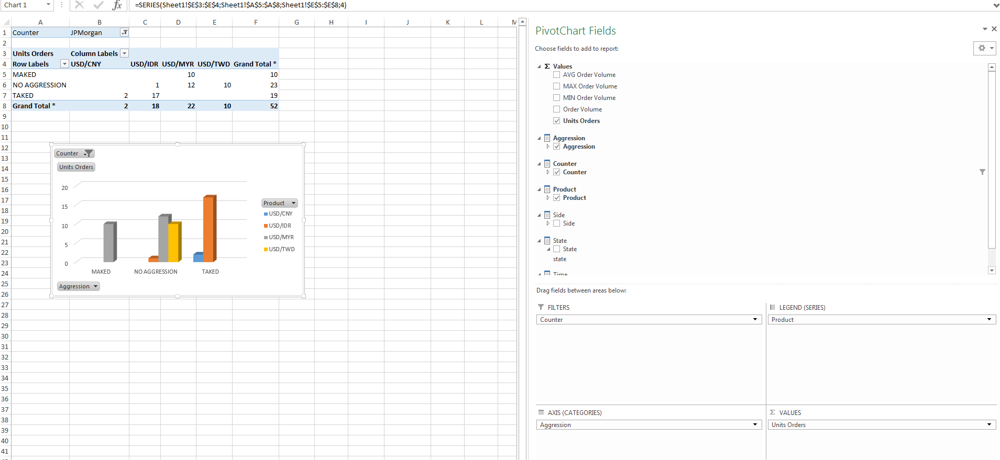 Chart 1 fx =SERIES(Sheet1!$E$3:$E$4;Sheet1!$A$5:$A$8;Sheet1!$E$5:$E$8;4)
A B C D E F G H I J K L M
1 Counter JPMorgan
2
3 Units Orders Column Labels
4 Row Labels USD/CNY USD/IDR USD/MYR USD/TWD Grand Total *
5 MAKED 10 10
6 NO AGGRESSION 1 12 10 23
7 TAKED 2 17 19
8 Grand Total * 2 18 22 10 52
9
10
11
12
13
14
15
16
17
18
19
20
21
22
23
24
25
26
27
28
29
30
31
32
33
34
35
36
37
38
39
40
41
Counter
Units Orders
20
15
10
5
0
MAKED NO AGGRESSION TAKED
Product
USD/CNY
USD/IDR
USD/MYR
USD/TWD
Aggression
PivotChart Fields
Choose fields to add to report:
Σ Values
AVG Order Volume
MAX Order Volume
MIN Order Volume
Order Volume
Units Orders
Aggression
Aggression
Counter
Counter
Product
Product
Side
Side
State
State
state
Time
Drag fields between areas below:
FILTERS
Counter
LEGEND (SERIES)
Product
AXIS (CATEGORIES)
Aggression
Σ VALUES
Units Orders